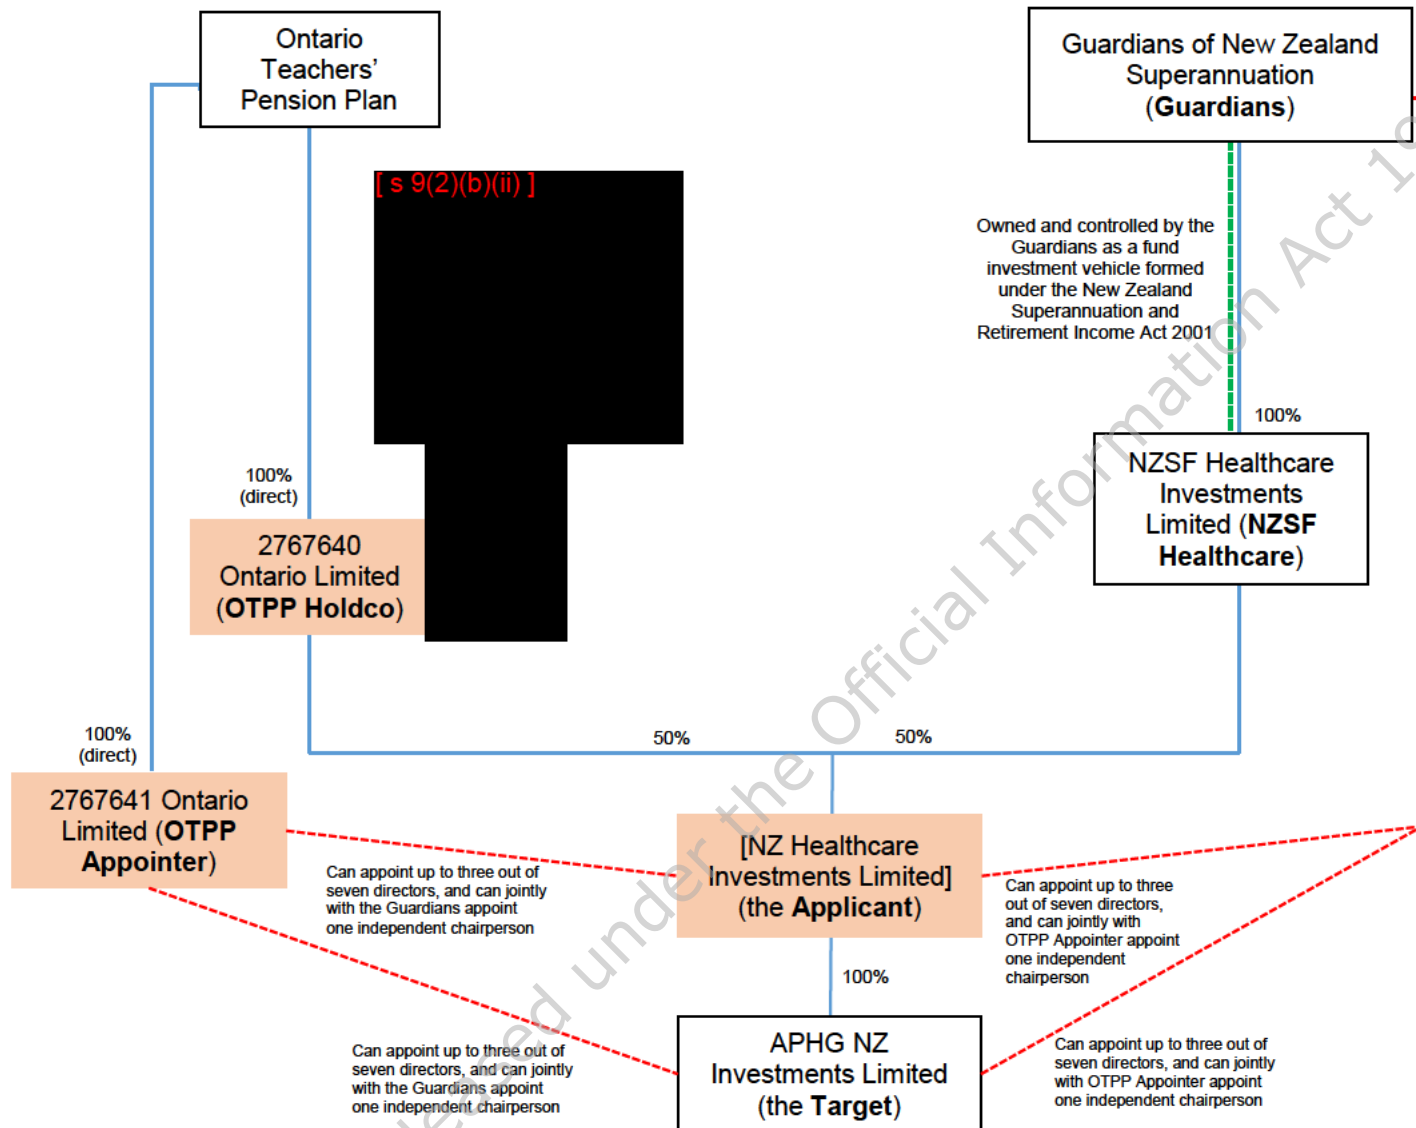 Ontario
Teachers'
Pension Plan
Guardians of New Zealand
Superannuation
(Guardians)
[ s 9(2)(b)(ii) ]
Owned and controlled by the
Guardians as a fund
investment vehicle formed
under the New Zealand
Superannuation and
Retirement Income Act 2001
100%
NZSF Healthcare
Investments
Limited (NZSF
Healthcare)
100%
(direct)
2767640
Ontario Limited
(OTPP Holdco)
100%
(direct)
50%
50%
2767641 Ontario
Limited (OTPP
Appointer)
[NZ Healthcare
Investments Limited]
(the Applicant)
Can appoint up to three out of
seven directors, and can jointly
with the Guardians appoint
one independent chairperson
Can appoint up to three
out of seven directors,
and can jointly with
OTPP Appointer appoint
one independent
chairperson
100%
APHG NZ
Investments Limited
(the Target)
Can appoint up to three out of
seven directors, and can jointly
with the Guardians appoint
one independent chairperson
Can appoint up to three out of
seven directors, and can jointly
with OTPP Appointer appoint
one independent chairperson
under the Official Information Act